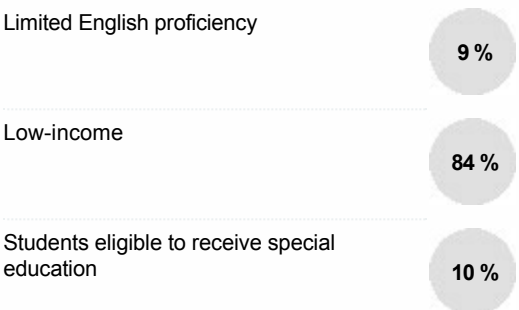 Limited English proficiency
9 %
Low-income
84 %
Students eligible to receive special
education
10 %